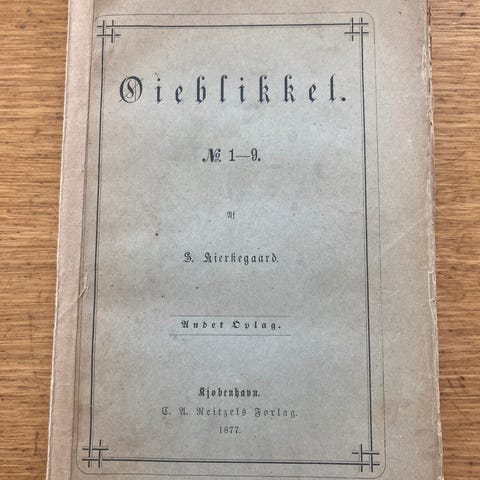 Øieblikket.
№ 1—9.
Af
S. Kierkegaard.
Andet Oplag.
Kjøbenhavn.
C. A. Reitzels Forlag.
1877.